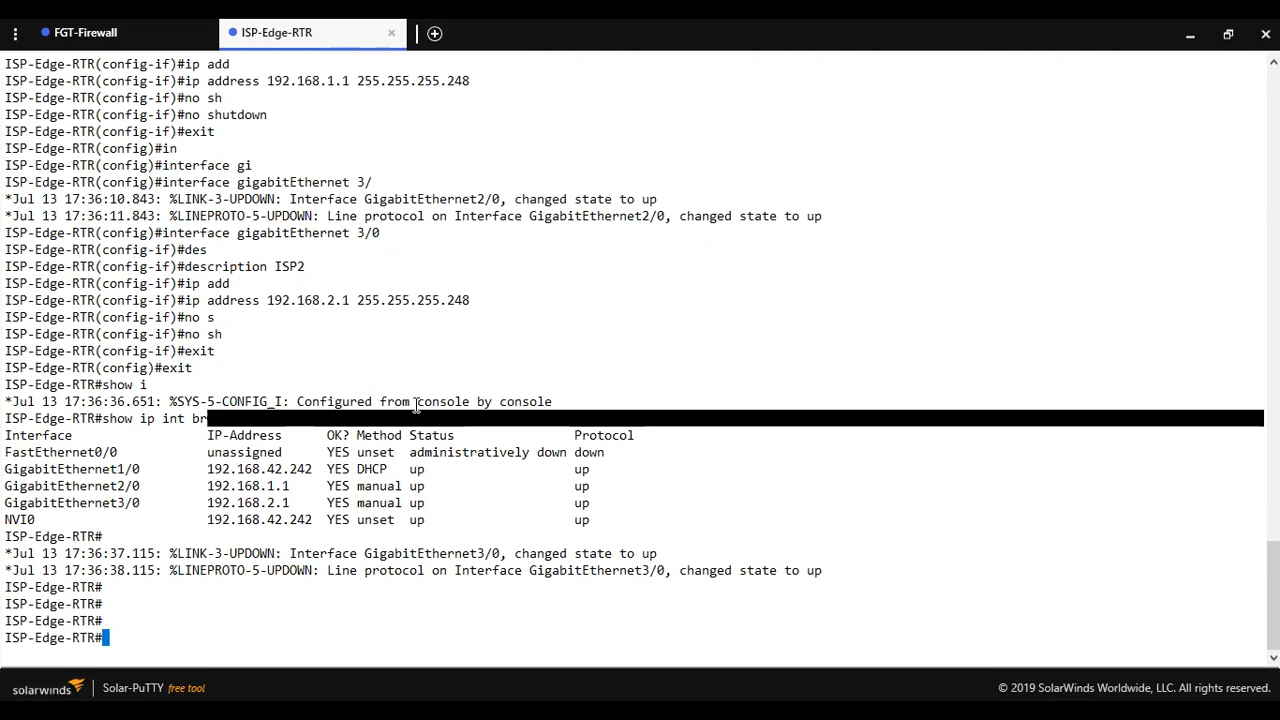 FGT-Firewall
ISP-Edge-RTR
ISP-Edge-RTR(config-if)#ip add
ISP-Edge-RTR(config-if)#ip address 192.168.1.1 255.255.255.248
ISP-Edge-RTR(config-if)#no sh
ISP-Edge-RTR(config-if)#no shutdown
ISP-Edge-RTR(config-if)#exit
ISP-Edge-RTR(config)#in
ISP-Edge-RTR(config)#interface gi
ISP-Edge-RTR(config)#interface gigabitEthernet 3/
*Jul 13 17:36:10.843: %LINK-3-UPDOWN: Interface GigabitEthernet2/0, changed state to up
*Jul 13 17:36:11.843: %LINEPROTO-5-UPDOWN: Line protocol on Interface GigabitEthernet2/0, changed state to up
ISP-Edge-RTR(config)#interface gigabitEthernet 3/0
ISP-Edge-RTR(config-if)#des
ISP-Edge-RTR(config-if)#description ISP2
ISP-Edge-RTR(config-if)#ip add
ISP-Edge-RTR(config-if)#ip address 192.168.2.1 255.255.255.248
ISP-Edge-RTR(config-if)#no s
ISP-Edge-RTR(config-if)#no sh
ISP-Edge-RTR(config-if)#exit
ISP-Edge-RTR(config)#exit
ISP-Edge-RTR#show i
*Jul 13 17:36:36.651: %SYS-5-CONFIG_I: Configured from console by console
ISP-Edge-RTR#show ip int br
Interface IP-Address OK? Method Status Protocol
FastEthernet0/0 unassigned YES unset administratively down down
GigabitEthernet1/0 192.168.42.242 YES DHCP up up
GigabitEthernet2/0 192.168.1.1 YES manual up up
GigabitEthernet3/0 192.168.2.1 YES manual up up
NVI0 192.168.42.242 YES unset up up
ISP-Edge-RTR#
*Jul 13 17:36:37.115: %LINK-3-UPDOWN: Interface GigabitEthernet3/0, changed state to up
*Jul 13 17:36:38.115: %LINEPROTO-5-UPDOWN: Line protocol on Interface GigabitEthernet3/0, changed state to up
ISP-Edge-RTR#
ISP-Edge-RTR#
ISP-Edge-RTR#
ISP-Edge-RTR#
solarwinds Solar-PuTTY free tool © 2019 SolarWinds Worldwide, LLC. All rights reserved.